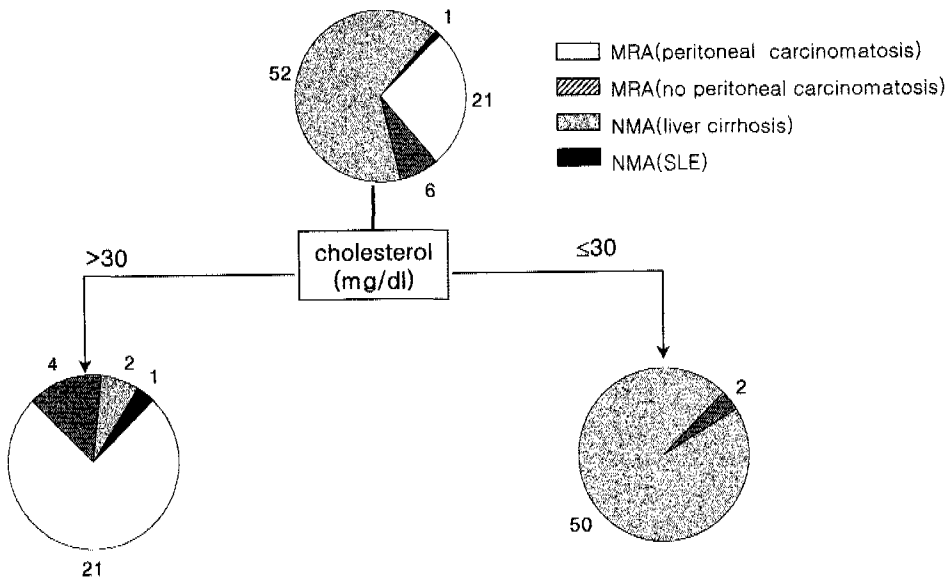 1
52
21
6
MRA(peritoneal carcinomatosis)
MRA(no peritoneal carcinomatosis)
NMA(liver cirrhosis)
NMA(SLE)
cholesterol
(mg/dl)
>30
≤30
4
2
1
21
2
50